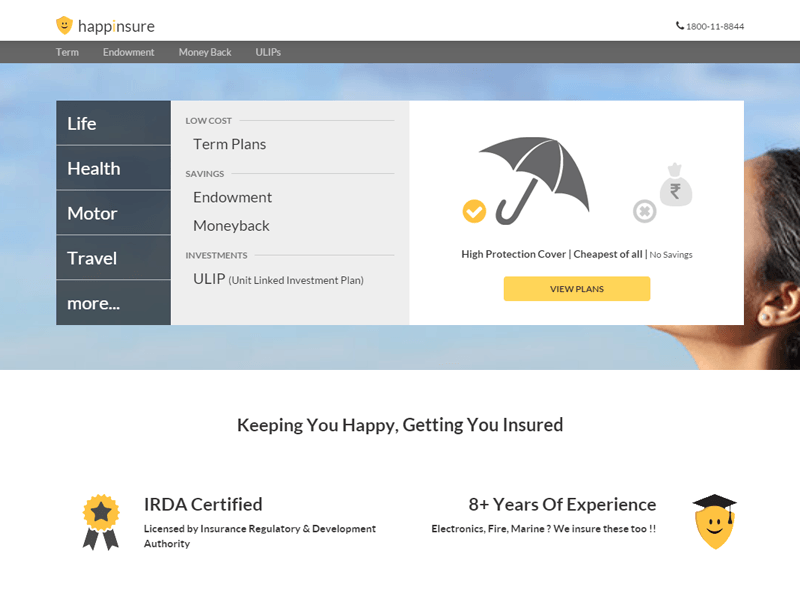 happinsure
1800-11-8844
Term Endowment Money Back ULIPs
Life
Health
Motor
Travel
more...
LOW COST
Term Plans
SAVINGS
Endowment
Moneyback
INVESTMENTS
ULIP (Unit Linked Investment Plan)
₹
High Protection Cover | Cheapest of all | No Savings
VIEW PLANS
Keeping You Happy, Getting You Insured
IRDA Certified
Licensed by Insurance Regulatory & Development
Authority
8+ Years Of Experience
Electronics, Fire, Marine ? We insure these too !!